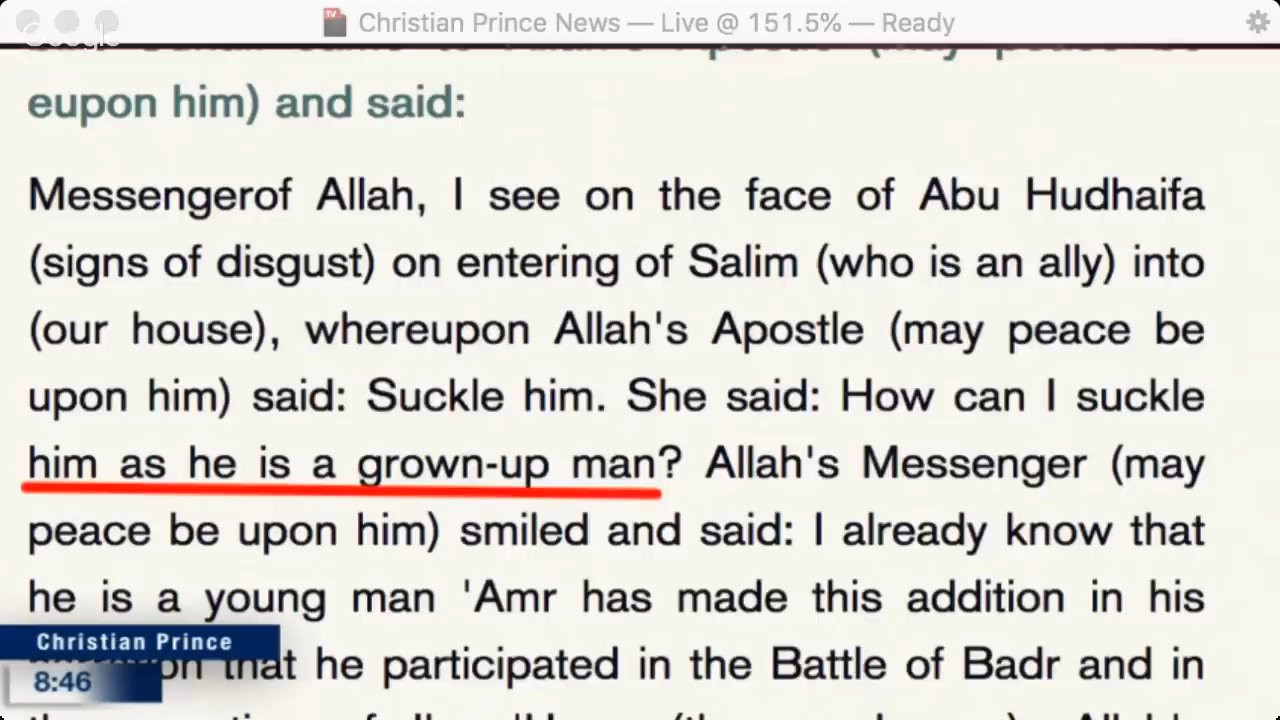 Christian Prince News — Live @ 151.5% — Ready
Google
eupon him) and said:
Messengerof Allah, I see on the face of Abu Hudhaifa
(signs of disgust) on entering of Salim (who is an ally) into
(our house), whereupon Allah's Apostle (may peace be
upon him) said: Suckle him. She said: How can I suckle
him as he is a grown-up man? Allah's Messenger (may
peace be upon him) smiled and said: I already know that
he is a young man 'Amr has made this addition in his
that he participated in the Battle of Badr and in
Christian Prince
8:46